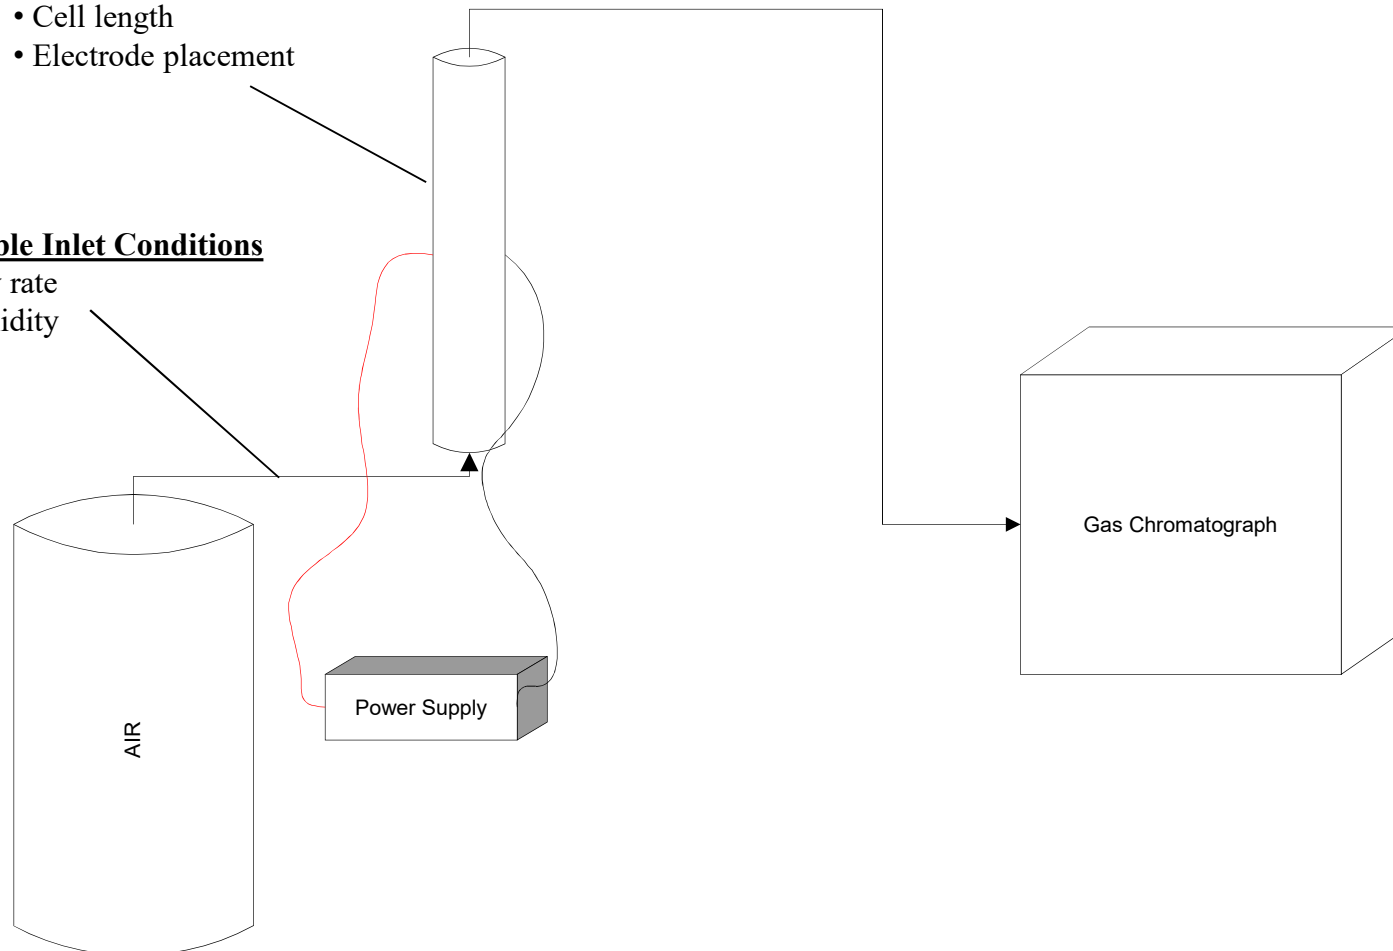 • Cell length
• Electrode placement
ble Inlet Conditions
rate
idity
Gas Chromatograph
Power Supply
AIR